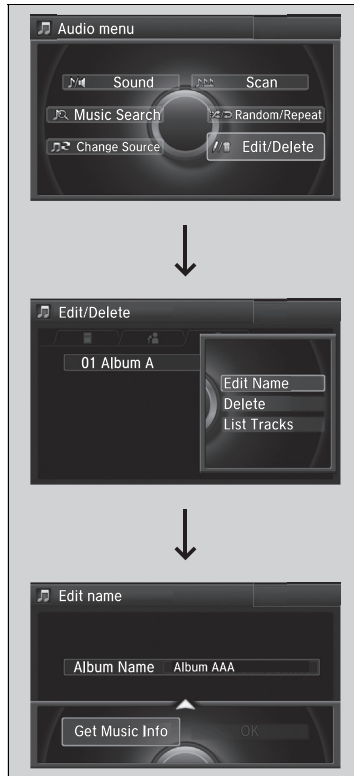 Audio menu
Sound
Scan
Music Search
Random/Repeat
Change Source
Edit/Delete
Edit/Delete
01 Album A
Edit Name
Delete
List Tracks
Edit name
Album Name Album AAA
Get Music Info
OK